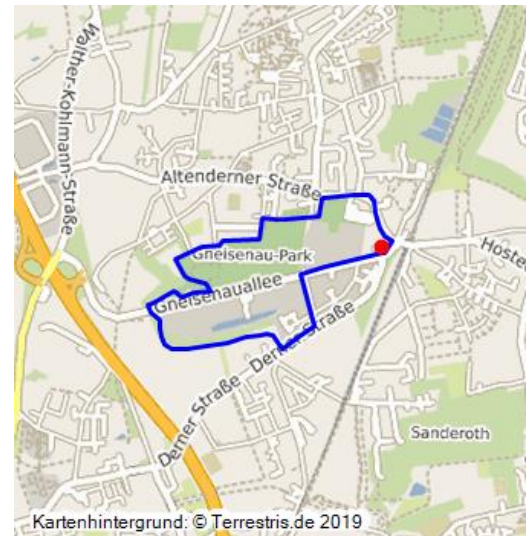 Walther-Kohlmann-Straße
Altenderner Straße
Gneisenau-Park
Gneisenauallee
Hoste
Derner Straße
Derner Straße
Sanderoth
Kartenhintergrund: © Terrestris.de 2019